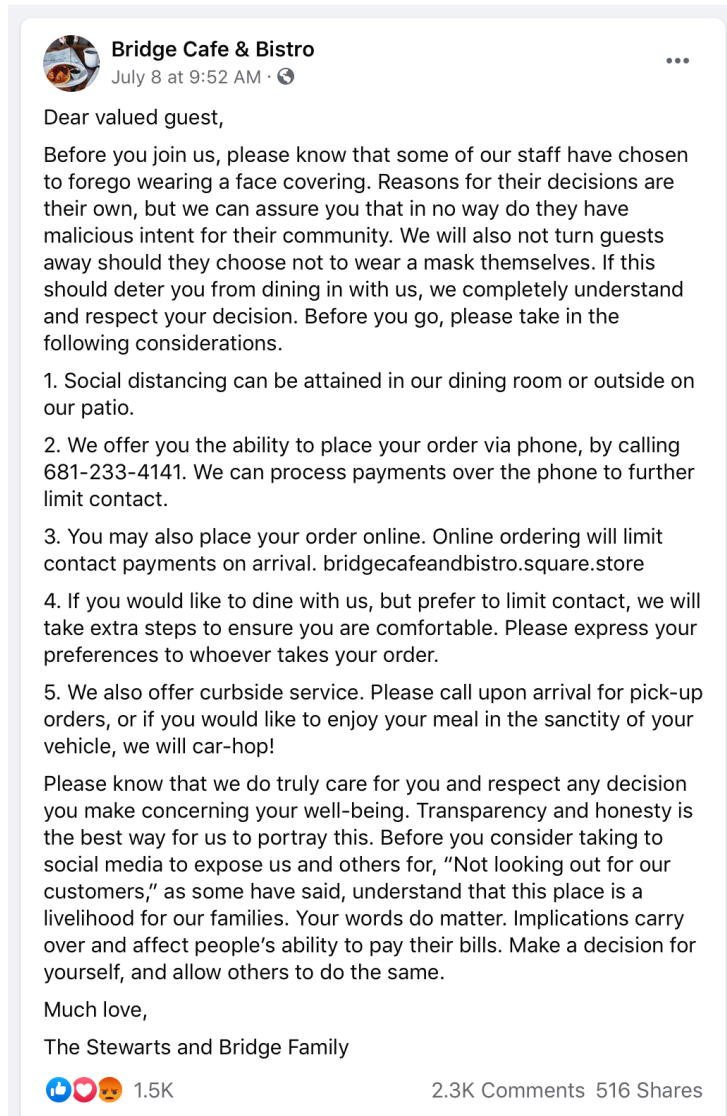 Bridge Cafe & Bistro
July 8 at 9:52 AM ·
Dear valued guest,
Before you join us, please know that some of our staff have chosen
to forego wearing a face covering. Reasons for their decisions are
their own, but we can assure you that in no way do they have
malicious intent for their community. We will also not turn guests
away should they choose not to wear a mask themselves. If this
should deter you from dining in with us, we completely understand
and respect your decision. Before you go, please take in the
following considerations.
1. Social distancing can be attained in our dining room or outside on
our patio.
2. We offer you the ability to place your order via phone, by calling
681-233-4141. We can process payments over the phone to further
limit contact.
3. You may also place your order online. Online ordering will limit
contact payments on arrival. bridgecafeandbistro.square.store
4. If you would like to dine with us, but prefer to limit contact, we will
take extra steps to ensure you are comfortable. Please express your
preferences to whoever takes your order.
5. We also offer curbside service. Please call upon arrival for pick-up
orders, or if you would like to enjoy your meal in the sanctity of your
vehicle, we will car-hop!
Please know that we do truly care for you and respect any decision
you make concerning your well-being. Transparency and honesty is
the best way for us to portray this. Before you consider taking to
social media to expose us and others for, “Not looking out for our
customers,” as some have said, understand that this place is a
livelihood for our families. Your words do matter. Implications carry
over and affect people’s ability to pay their bills. Make a decision for
yourself, and allow others to do the same.
Much love,
The Stewarts and Bridge Family
1.5K 2.3K Comments 516 Shares